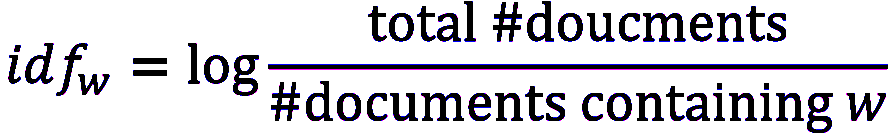 total #doucments
idf_w = log
#documents containing w